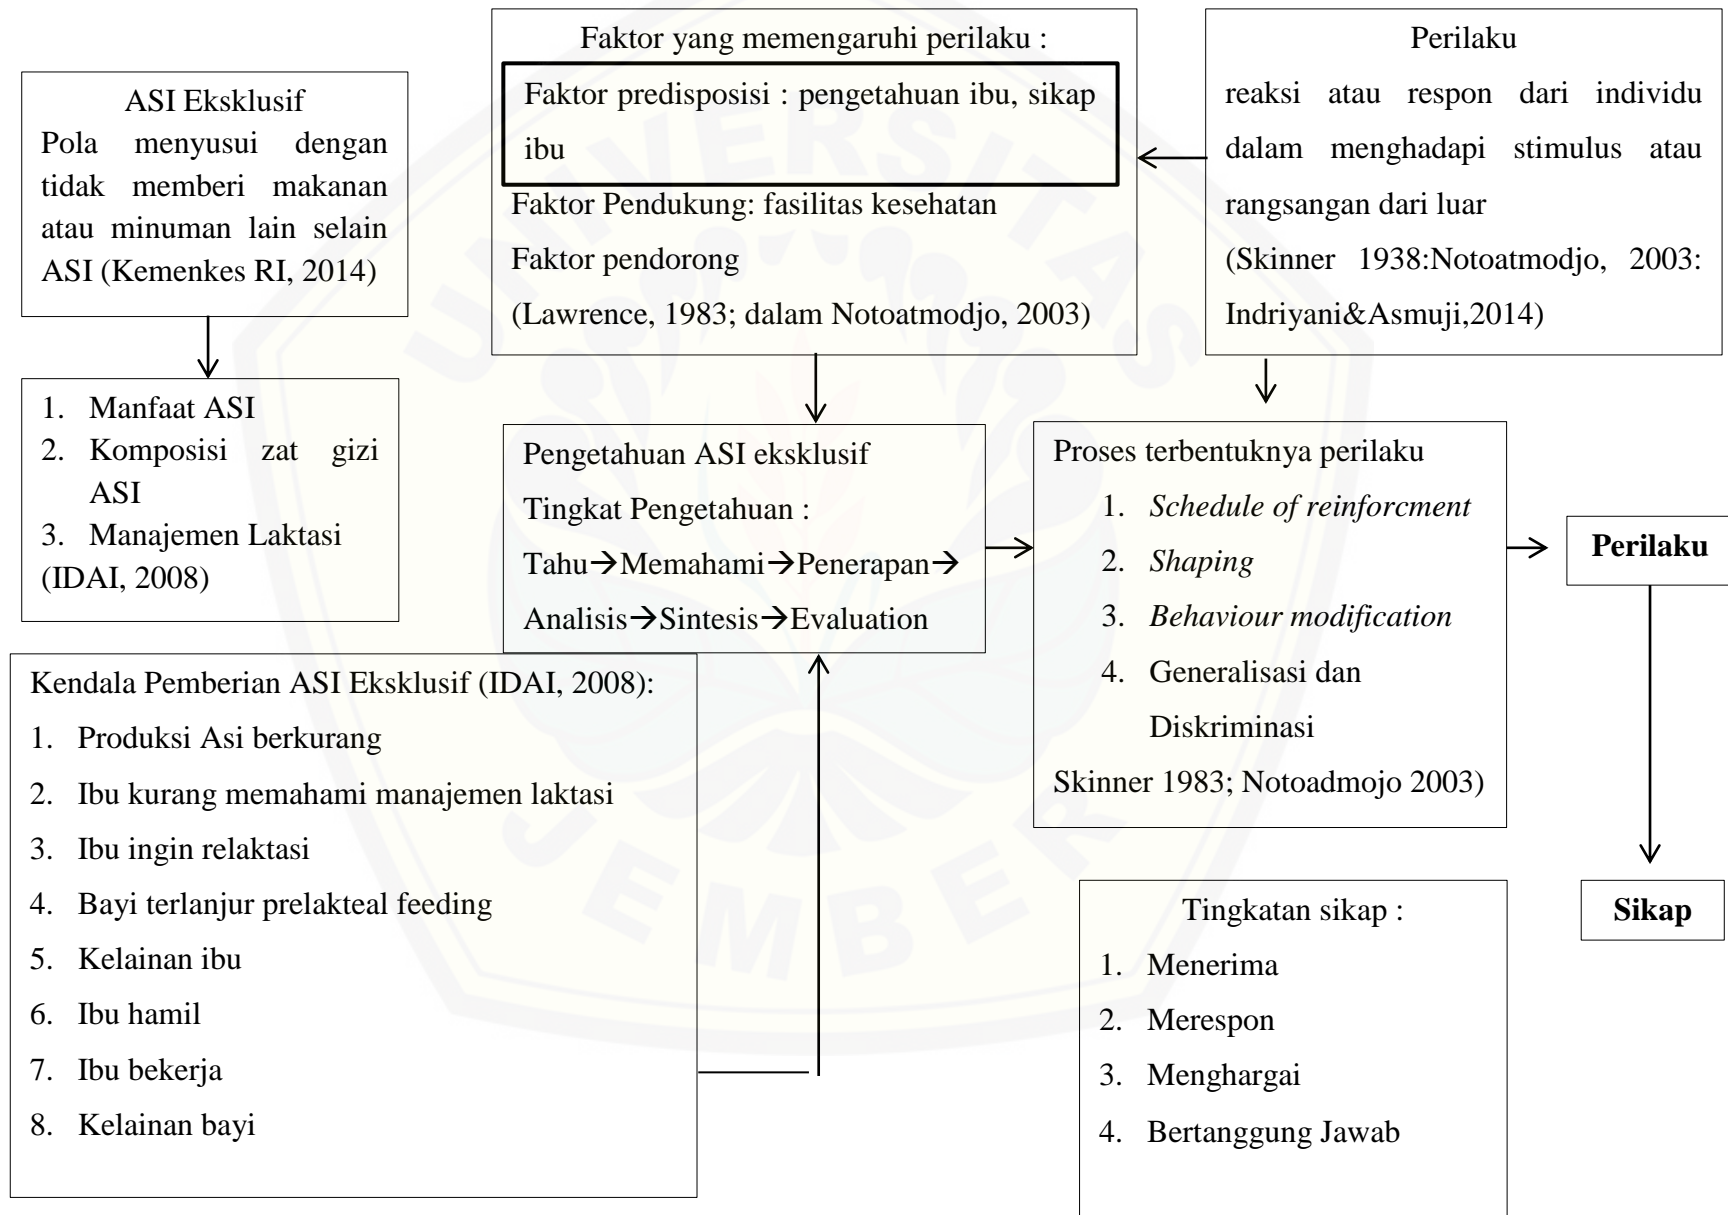 ASI Eksklusif
Pola menyusui dengan
tidak memberi makanan
atau minuman lain selain
ASI (Kemenkes RI, 2014)
1. Manfaat ASI
2. Komposisi zat gizi
ASI
3. Manajemen Laktasi
(IDAI, 2008)
Kendala Pemberian ASI Eksklusif (IDAI, 2008):
1. Produksi Asi berkurang
2. Ibu kurang memahami manajemen laktasi
3. Ibu ingin relaktasi
4. Bayi terlanjur prelakteal feeding
5. Kelainan ibu
6. Ibu hamil
7. Ibu bekerja
8. Kelainan bayi
Faktor yang memengaruhi perilaku :
Faktor predisposisi : pengetahuan ibu, sikap
ibu
Faktor Pendukung: fasilitas kesehatan
Faktor pendorong
(Lawrence, 1983; dalam Notoatmodjo, 2003)
Pengetahuan ASI eksklusif
Tingkat Pengetahuan :
Tahu→Memahami→Penerapan→
Analisis→Sintesis→Evaluation
Perilaku
reaksi atau respon dari individu
dalam menghadapi stimulus atau
rangsangan dari luar
(Skinner 1938:Notoatmodjo, 2003:
Indriyani&Asmuji,2014)
Proses terbentuknya perilaku
1. Schedule of reinforcment
2. Shaping
3. Behaviour modification
4. Generalisasi dan
Diskriminasi
Skinner 1983; Notoadmojo 2003)
Perilaku
Sikap
Tingkatan sikap :
1. Menerima
2. Merespon
3. Menghargai
4. Bertanggung Jawab
UNIVERSITAS
JEMBER